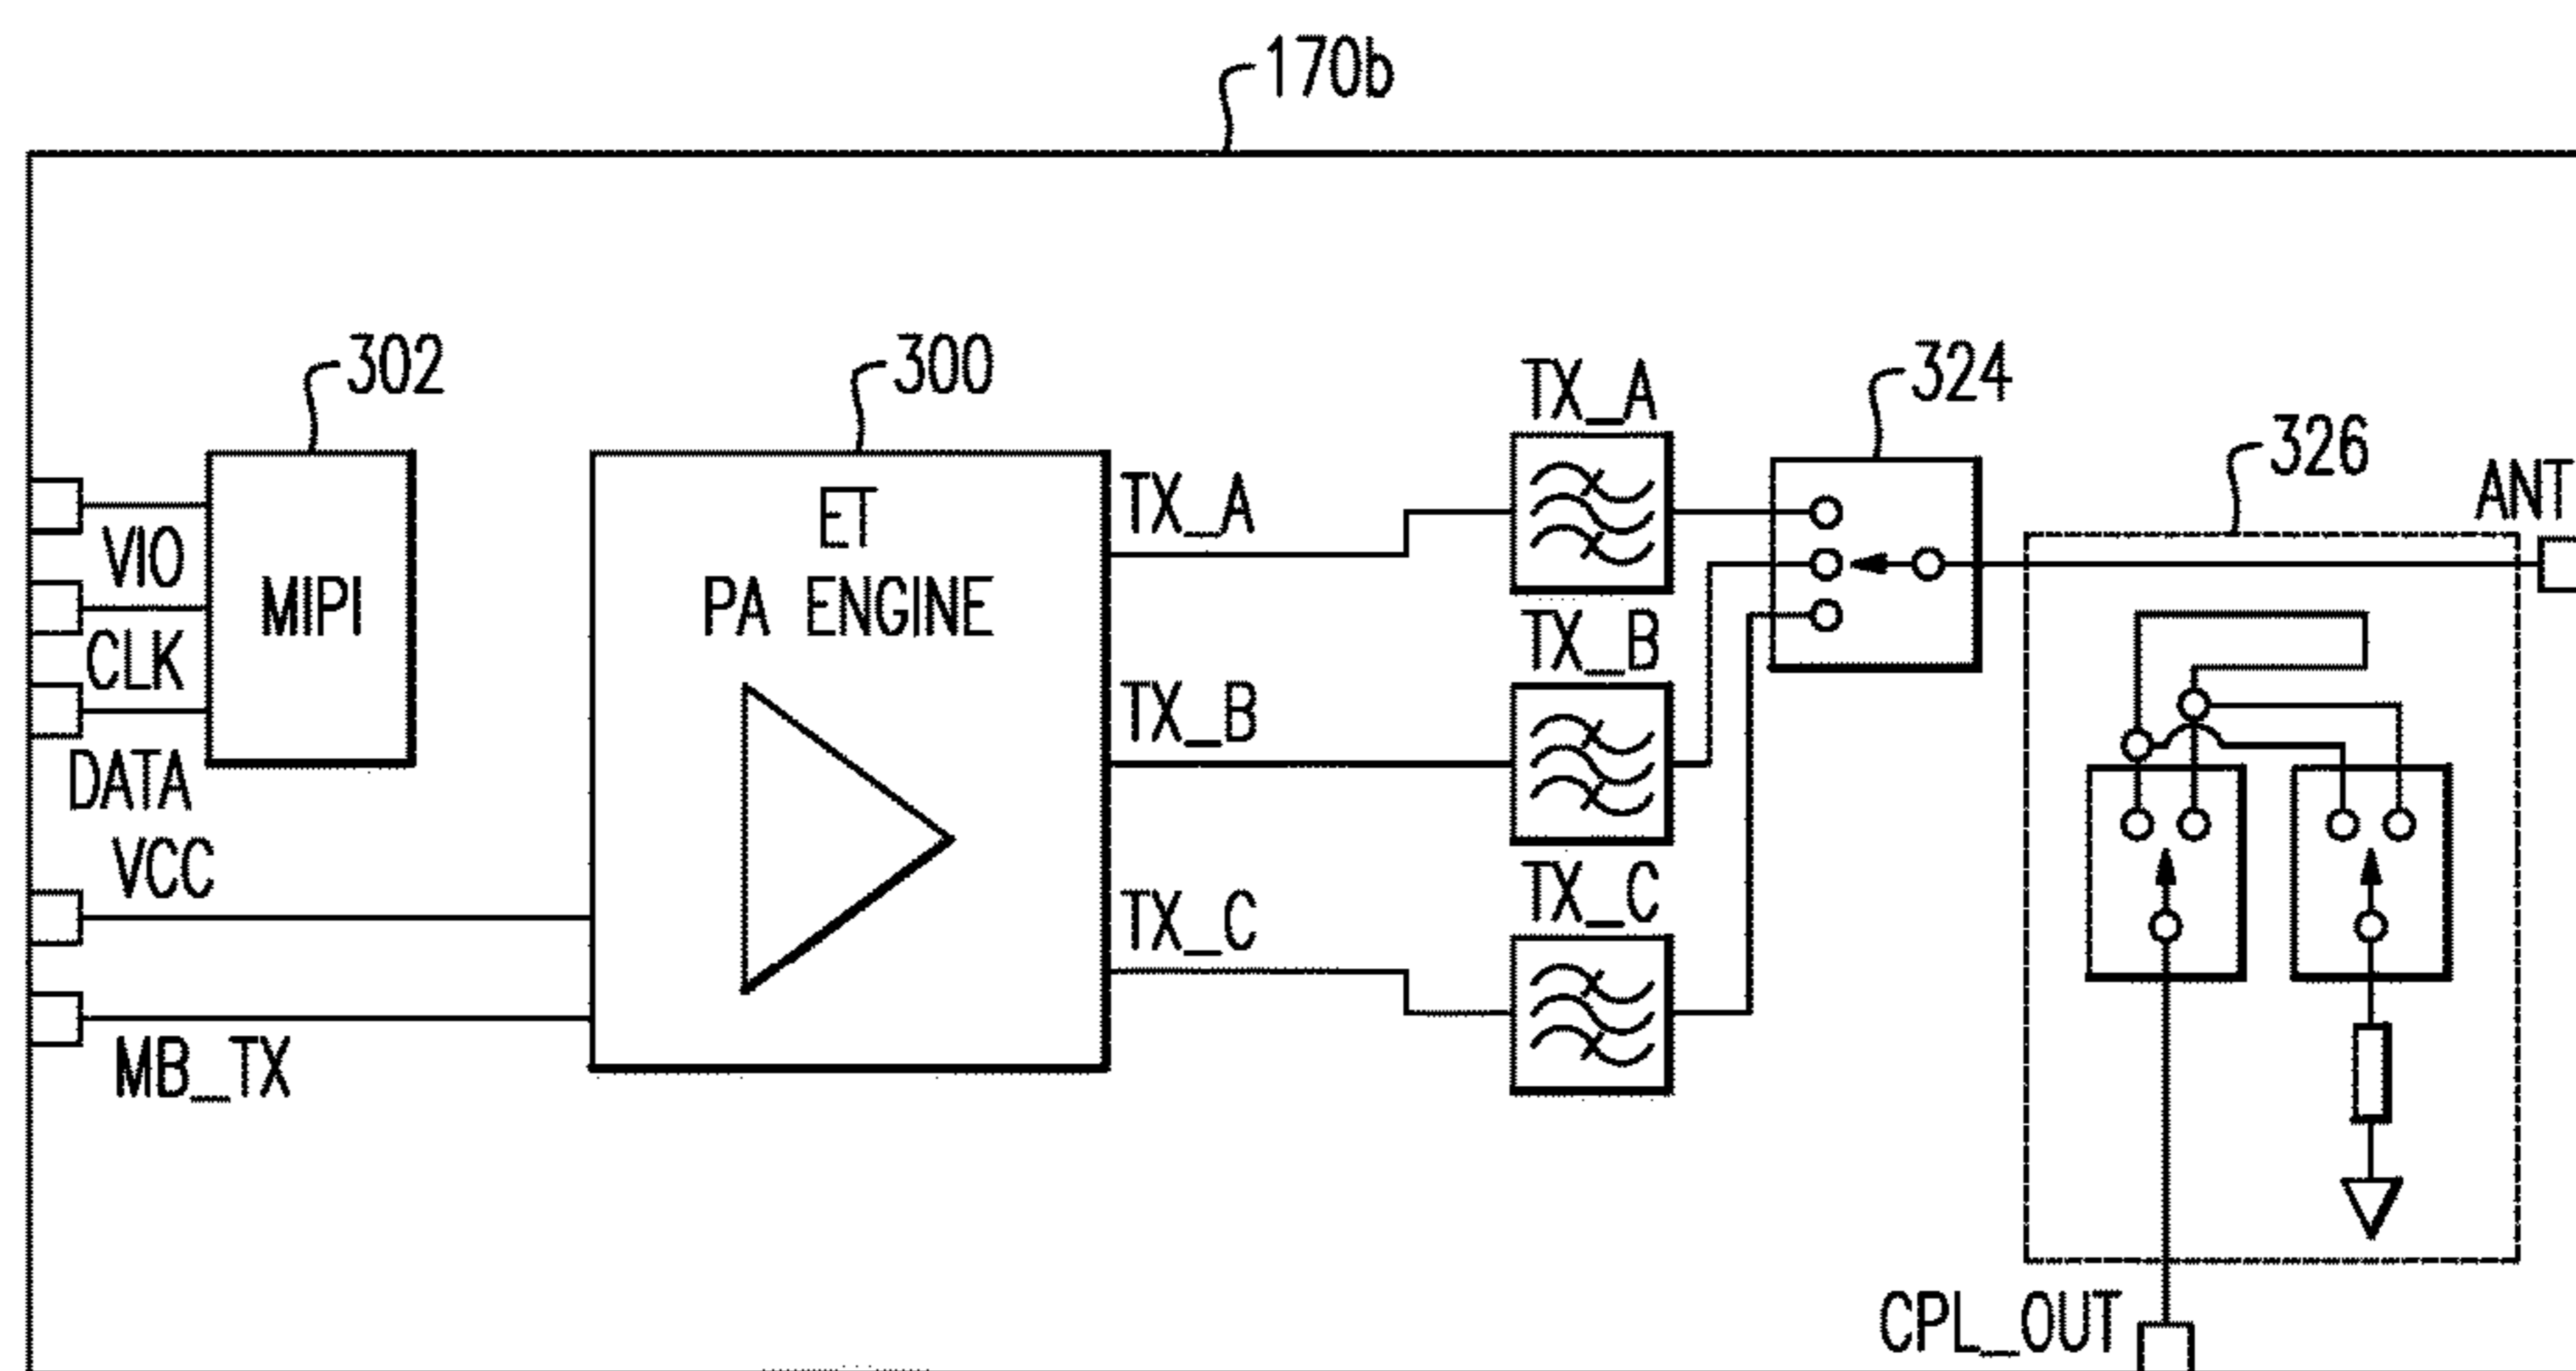 170b
302
300
324
326
ANT
VIO
CLK
DATA
MIPI
VCC
MB_TX
ET
PA ENGINE
TX_A
TX_B
TX_C
TX_A
TX_B
TX_C
CPL_OUT